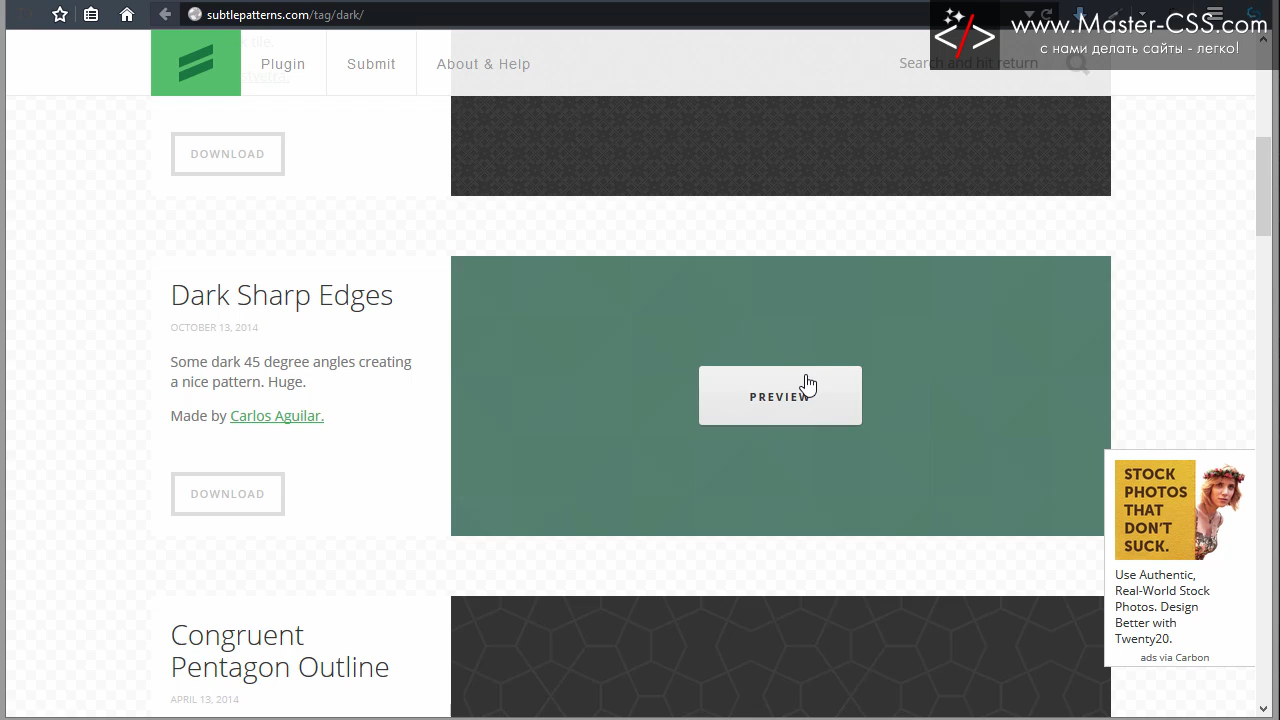 subtlepatterns.com/tag/dark/
www.Master-CSS.com
с нами делать сайты - легко!
Plugin
Submit
About & Help
Search and hit return
DOWNLOAD
Dark Sharp Edges
OCTOBER 13, 2014
Some dark 45 degree angles creating
a nice pattern. Huge.
Made by Carlos Aguilar.
DOWNLOAD
PREVIEW
STOCK
PHOTOS
THAT
DON'T
SUCK.
Use Authentic,
Real-World Stock
Photos. Design
Better with
Twenty20.
ads via Carbon
Congruent
Pentagon Outline
APRIL 13, 2014